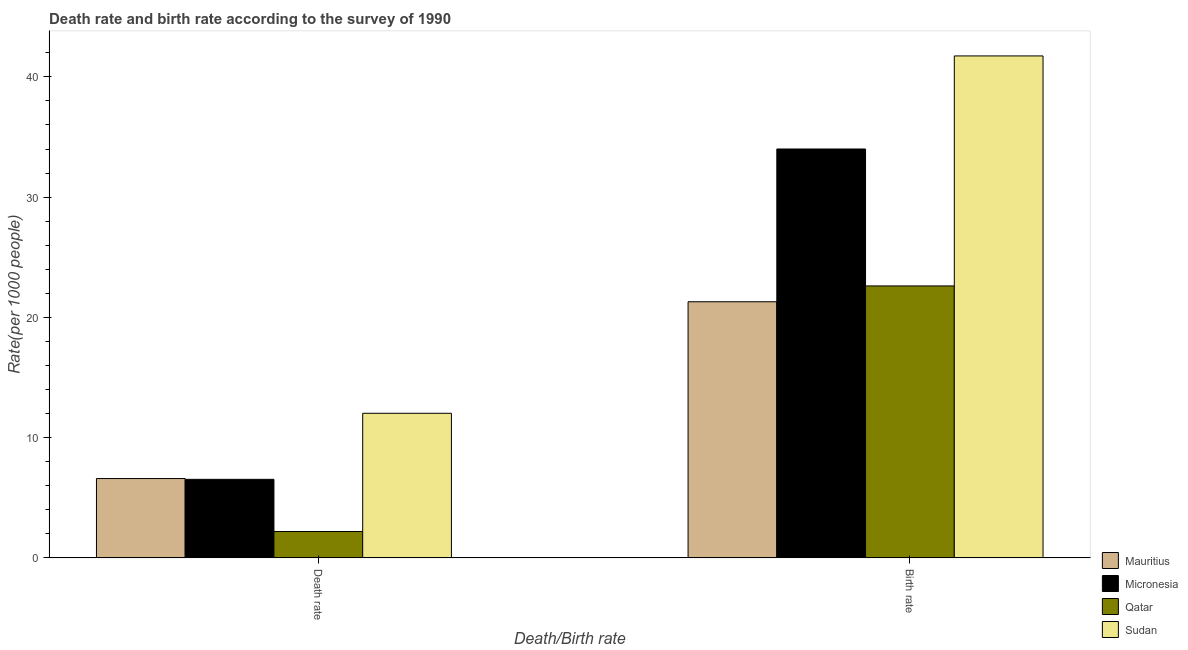 Death rate and birth rate according to the survey of 1990
Rate(per 1000 people)
40
30
20
10
0
Death rate
Birth rate
Death/Birth rate
Mauritius
Micronesia
Qatar
Sudan